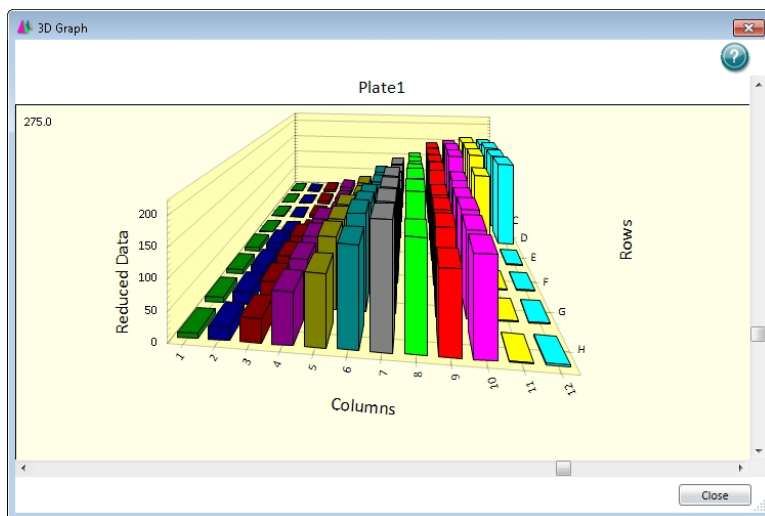 3D Graph
?
Plate1
275.0
200
150
100
50
0
Reduced Data
1 2 3 4 5 6 7 8 9 10 11 12
Columns
C
D
E
F
G
H
Rows
Close